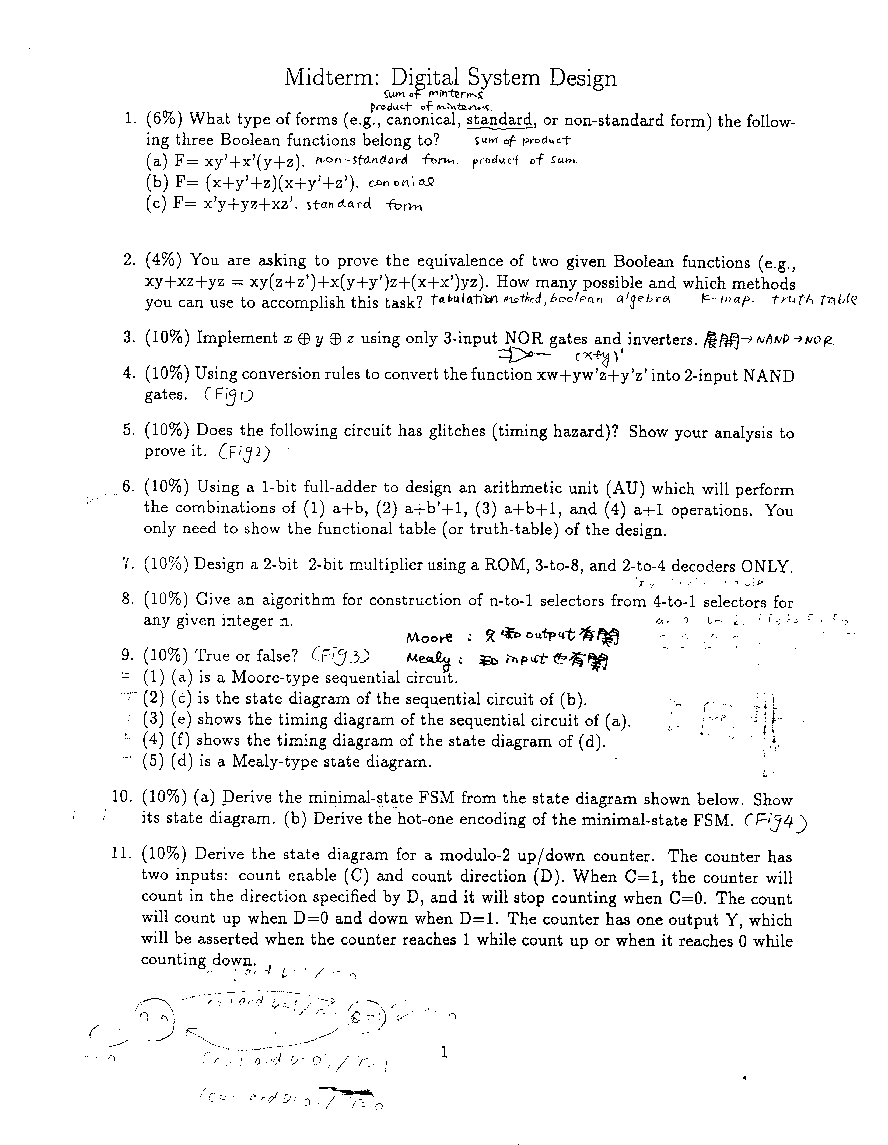 Midterm: Digital System Design
sum of minterms
product of minterms.
1. (6%) What type of forms (e.g., canonical, standard, or non-standard form) the follow-
ing three Boolean functions belong to? sum of product
(a) F= xy'+x'(y+z). non-standard form. product of sum.
(b) F= (x+y'+z)(x+y'+z'). canonical
(c) F= x'y+yz+xz'. standard form
2. (4%) You are asking to prove the equivalence of two given Boolean functions (e.g.,
xy+xz+yz = xy(z+z')+x(y+y')z+(x+x')yz). How many possible and which methods
you can use to accomplish this task? tabulation method, boolean algebra K-map. truth table
3. (10%) Implement x ⊕ y ⊕ z using only 3-input NOR gates and inverters. →NAND→NOR.
(x+y)'
4. (10%) Using conversion rules to convert the function xw+yw'z+y'z' into 2-input NAND
gates. (Fig1)
5. (10%) Does the following circuit has glitches (timing hazard)? Show your analysis to
prove it. (Fig2)
6. (10%) Using a 1-bit full-adder to design an arithmetic unit (AU) which will perform
the combinations of (1) a+b, (2) a+b'+1, (3) a+b+1, and (4) a+1 operations. You
only need to show the functional table (or truth-table) of the design.
7. (10%) Design a 2-bit 2-bit multiplier using a ROM, 3-to-8, and 2-to-4 decoders ONLY.
8. (10%) Give an algorithm for construction of n-to-1 selectors from 4-to-1 selectors for
any given integer n.
Moore : 只和 output 有關
9. (10%) True or false? (Fig3) Mealy : 和 input 也有關
(1) (a) is a Moore-type sequential circuit.
(2) (c) is the state diagram of the sequential circuit of (b).
(3) (e) shows the timing diagram of the sequential circuit of (a).
(4) (f) shows the timing diagram of the state diagram of (d).
(5) (d) is a Mealy-type state diagram.
10. (10%) (a) Derive the minimal-state FSM from the state diagram shown below. Show
its state diagram. (b) Derive the hot-one encoding of the minimal-state FSM. (Fig4)
11. (10%) Derive the state diagram for a modulo-2 up/down counter. The counter has
two inputs: count enable (C) and count direction (D). When C=1, the counter will
count in the direction specified by D, and it will stop counting when C=0. The count
will count up when D=0 and down when D=1. The counter has one output Y, which
will be asserted when the counter reaches 1 while count up or when it reaches 0 while
counting down.
1